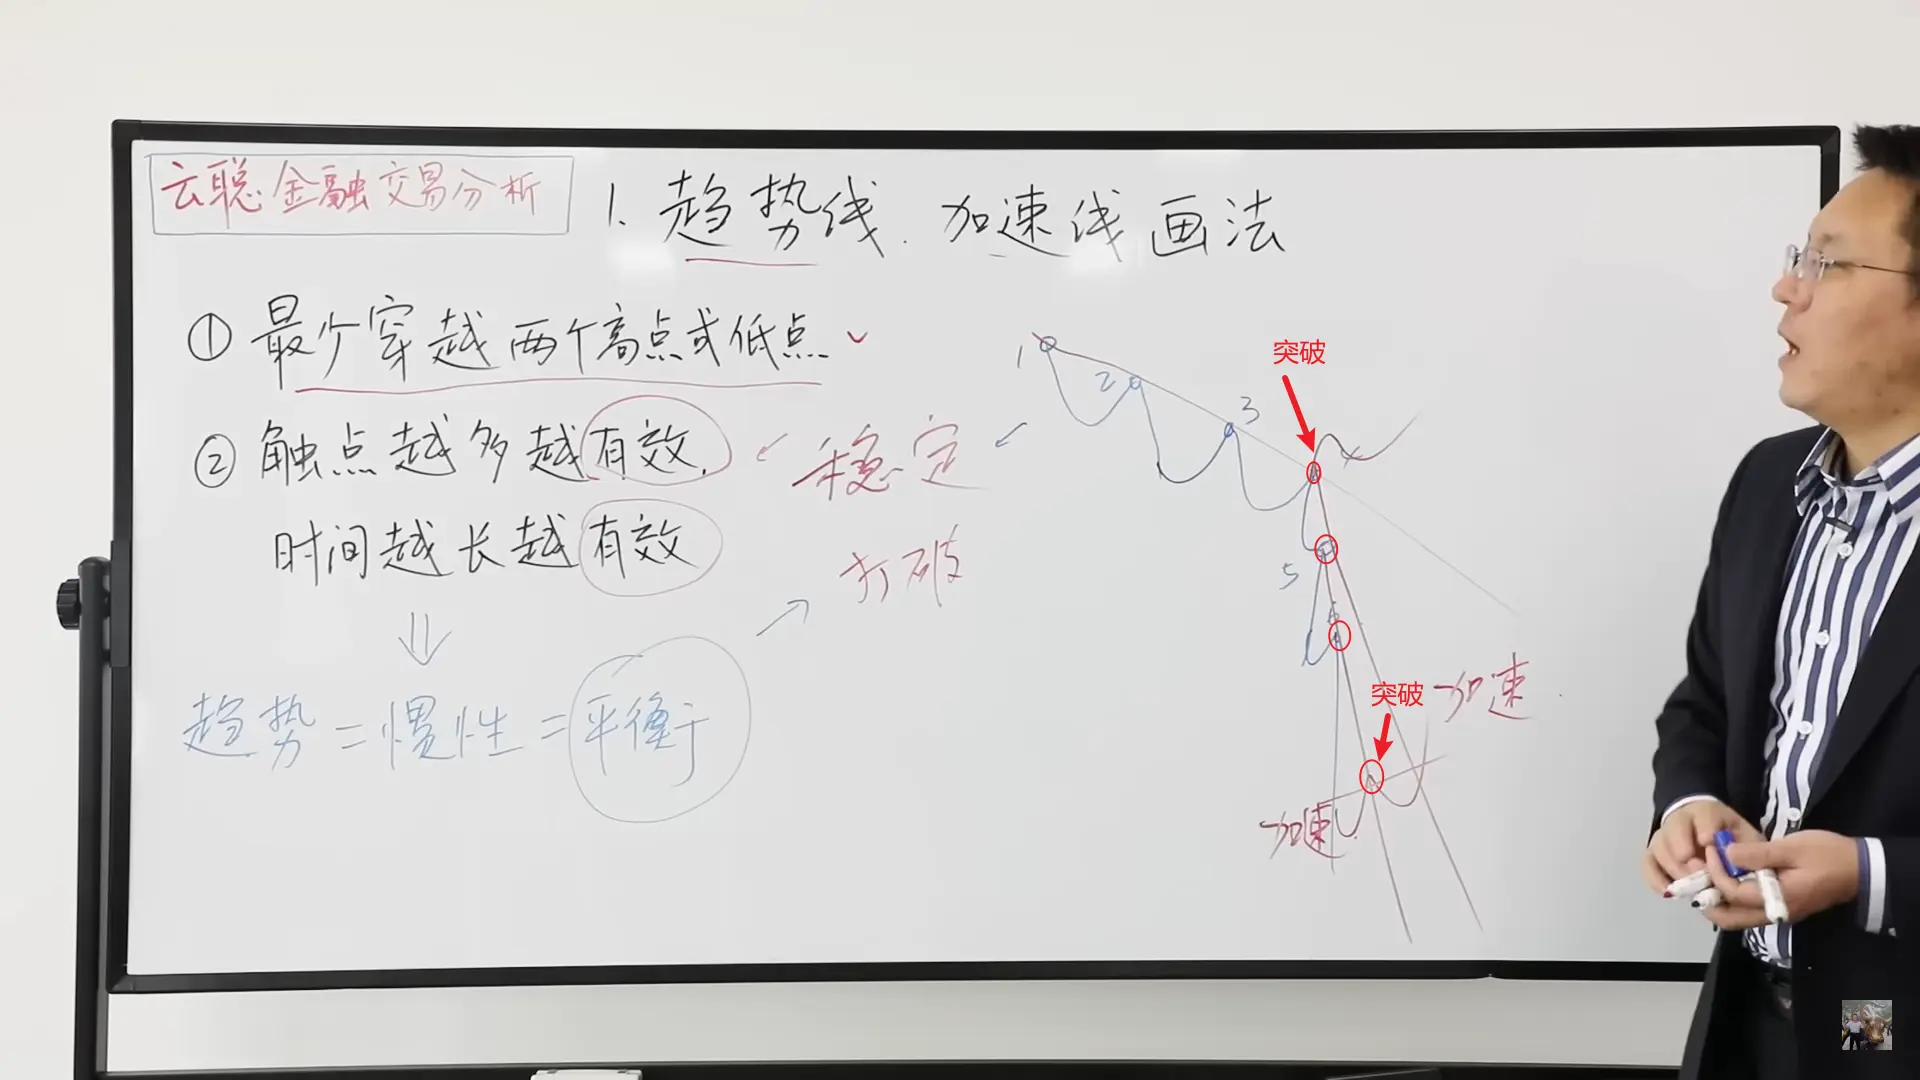 云聪金融交易分析
1. 趋势线. 加速线画法
① 最少穿越两个高点或低点
② 触点越多越有效.
时间越长越有效
趋势=惯性=平衡
稳定
打破
1
2
3
突破
5
6
突破
加速
加速